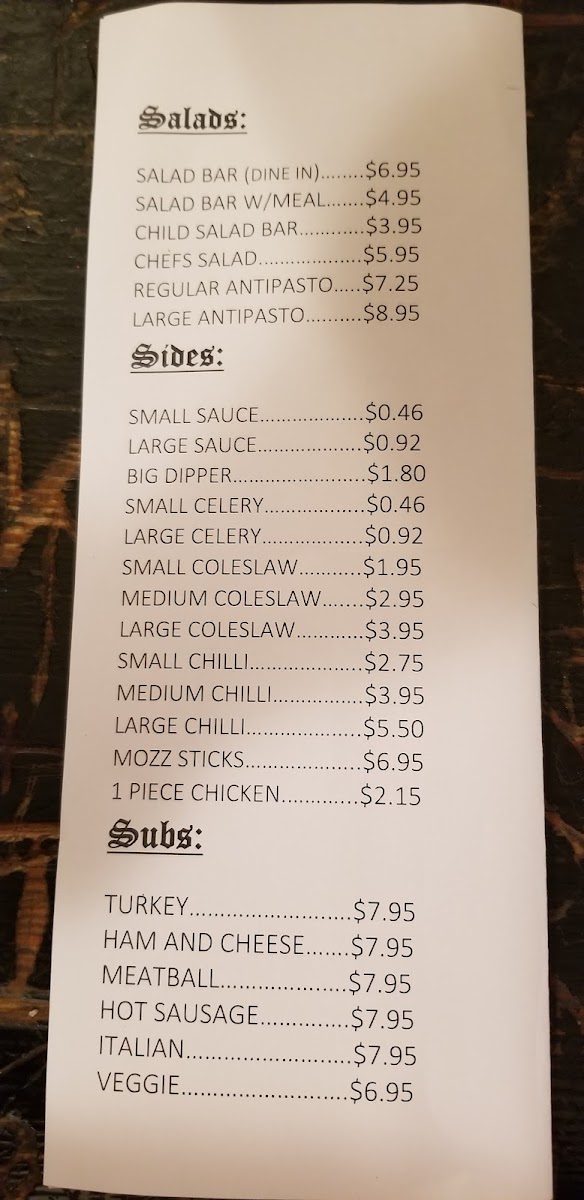 Salads:
SALAD BAR (DINE IN)........$6.95
SALAD BAR W/MEAL.......$4.95
CHILD SALAD BAR............$3.95
CHEFS SALAD...................$5.95
REGULAR ANTIPASTO.....$7.25
LARGE ANTIPASTO..........$8.95
Sides:
SMALL SAUCE...................$0.46
LARGE SAUCE...................$0.92
BIG DIPPER........................$1.80
SMALL CELERY..................$0.46
LARGE CELERY...................$0.92
SMALL COLESLAW...........$1.95
MEDIUM COLESLAW.......$2.95
LARGE COLESLAW............$3.95
SMALL CHILLI....................$2.75
MEDIUM CHILLI................$3.95
LARGE CHILLI.....................$5.50
MOZZ STICKS.....................$6.95
1 PIECE CHICKEN.............$2.15
Subs:
TURKEY...........................$7.95
HAM AND CHEESE.......$7.95
MEATBALL.....................$7.95
HOT SAUSAGE...............$7.95
ITALIAN...........................$7.95
VEGGIE...........................$6.95